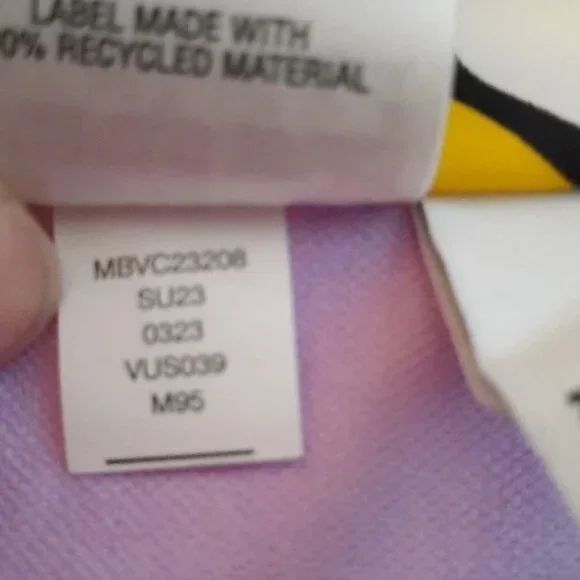 LABEL MADE WITH
0% RECYCLED MATERIAL
MBVC23208
SU23
0323
VUS039
M95